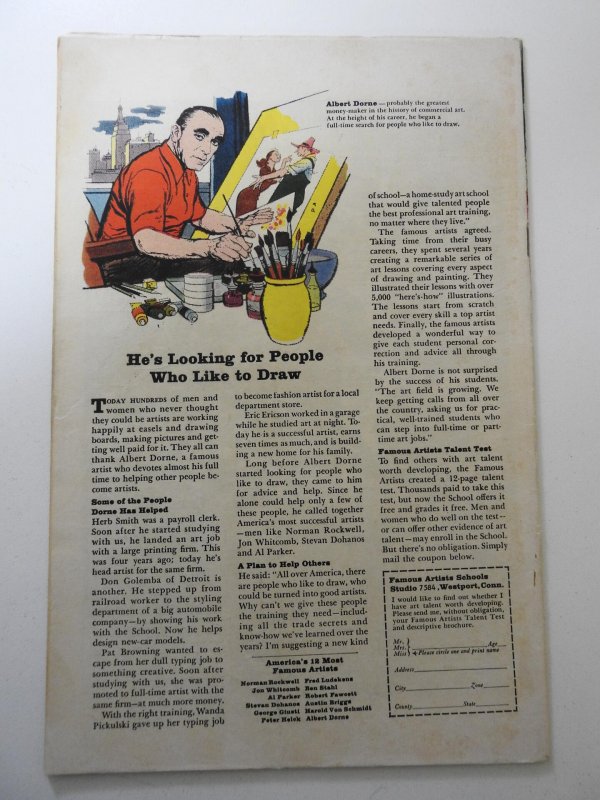 Albert Dorne — probably the greatest
money-maker in the history of commercial art.
At the height of his career, he began a
full-time search for people who like to draw.
He's Looking for People
Who Like to Draw
TODAY HUNDREDS of men and
women who never thought
they could be artists are working
happily at easels and drawing
boards, making pictures and get-
ting well paid for it. They all can
thank Albert Dorne, a famous
artist who devotes almost his full
time to helping other people be-
come artists.
Some of the People
Dorne Has Helped
Herb Smith was a payroll clerk.
Soon after he started studying
with us, he landed an art job
with a large printing firm. This
was four years ago; today he's
head artist for the same firm.
Don Golemba of Detroit is
another. He stepped up from
railroad worker to the styling
department of a big automobile
company—by showing his work
with the School. Now he helps
design new-car models.
Pat Browning wanted to es-
cape from her dull typing job to
something creative. Soon after
studying with us, she was pro-
moted to full-time artist with the
same firm—at much more money.
With the right training, Wanda
Pickulski gave up her typing job
to become fashion artist for a local
department store.
Eric Ericson worked in a garage
while he studied art at night. To-
day he is a successful artist, earns
seven times as much, and is build-
ing a new home for his family.
Long before Albert Dorne
started looking for people who
like to draw, they came to him
for advice and help. Since he
alone could help only a few of
these people, he called together
America's most successful artists
—men like Norman Rockwell,
Jon Whitcomb, Stevan Dohanos
and Al Parker.
A Plan to Help Others
He said: "All over America, there
are people who like to draw, who
could be turned into good artists.
Why can't we give these people
the training they need—includ-
ing all the trade secrets and
know-how we've learned over the
years? I'm suggesting a new kind
America's 12 Most
Famous Artists
Norman Rockwell Fred Ludekens
Jon Whitcomb Ben Stahl
Al Parker Robert Fawcett
Stevan Dohanos Austin Briggs
George Giusti Harold Von Schmidt
Peter Helck Albert Dorne
of school—a home-study art school
that would give talented people
the best professional art training,
no matter where they live."
The famous artists agreed.
Taking time from their busy
careers, they spent several years
creating a remarkable series of
art lessons covering every aspect
of drawing and painting. They
illustrated their lessons with over
5,000 "here's-how" illustrations.
The lessons start from scratch
and cover every skill a top artist
needs. Finally, the famous artists
developed a wonderful way to
give each student personal cor-
rection and advice all through
his training.
Albert Dorne is not surprised
by the success of his students.
"The art field is growing. We
keep getting calls from all over
the country, asking us for prac-
tical, well-trained students who
can step into full-time or part-
time art jobs."
Famous Artists Talent Test
To find others with art talent
worth developing, the Famous
Artists created a 12-page talent
test. Thousands paid to take this
test, but now the School offers it
free and grades it free. Men and
women who do well on the test—
or can offer other evidence of art
talent—may enroll in the School.
But there's no obligation. Simply
mail the coupon below.
Famous Artists Schools
Studio 7584, Westport, Conn.
I would like to find out whether I
have art talent worth developing.
Please send me, without obligation,
your Famous Artists Talent Test
and descriptive brochure.
Mr.
Mrs. Age
Miss Please circle one and print name
Address
City Zone
County State